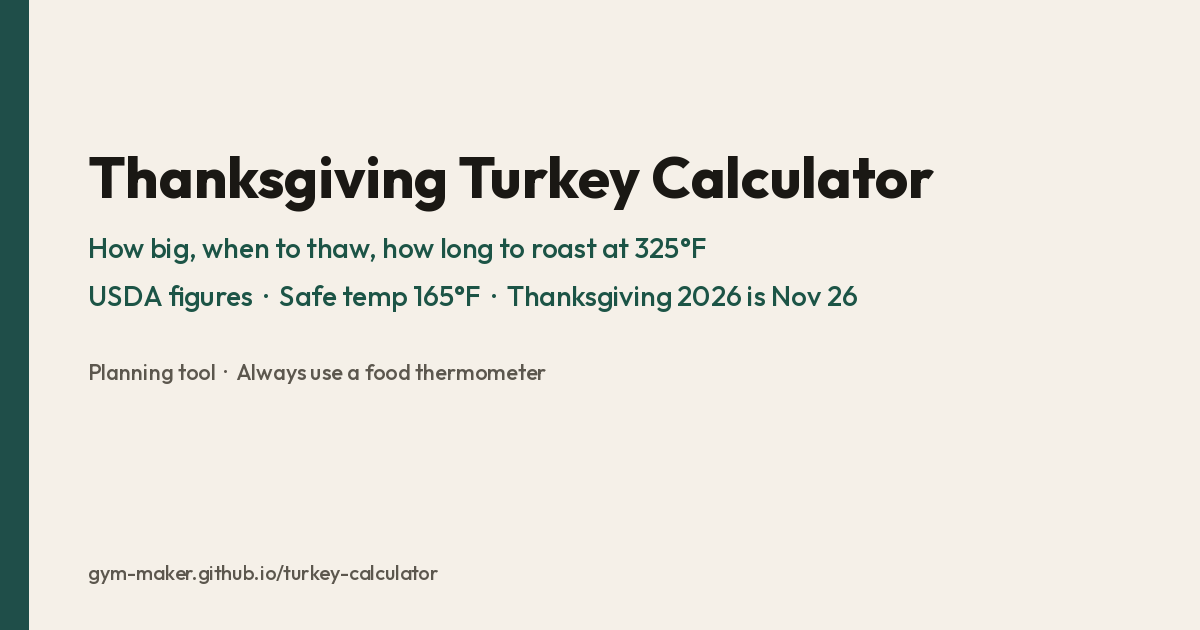 Thanksgiving Turkey Calculator
How big, when to thaw, how long to roast at 325°F
USDA figures · Safe temp 165°F · Thanksgiving 2026 is Nov 26
Planning tool · Always use a food thermometer
gym-maker.github.io/turkey-calculator